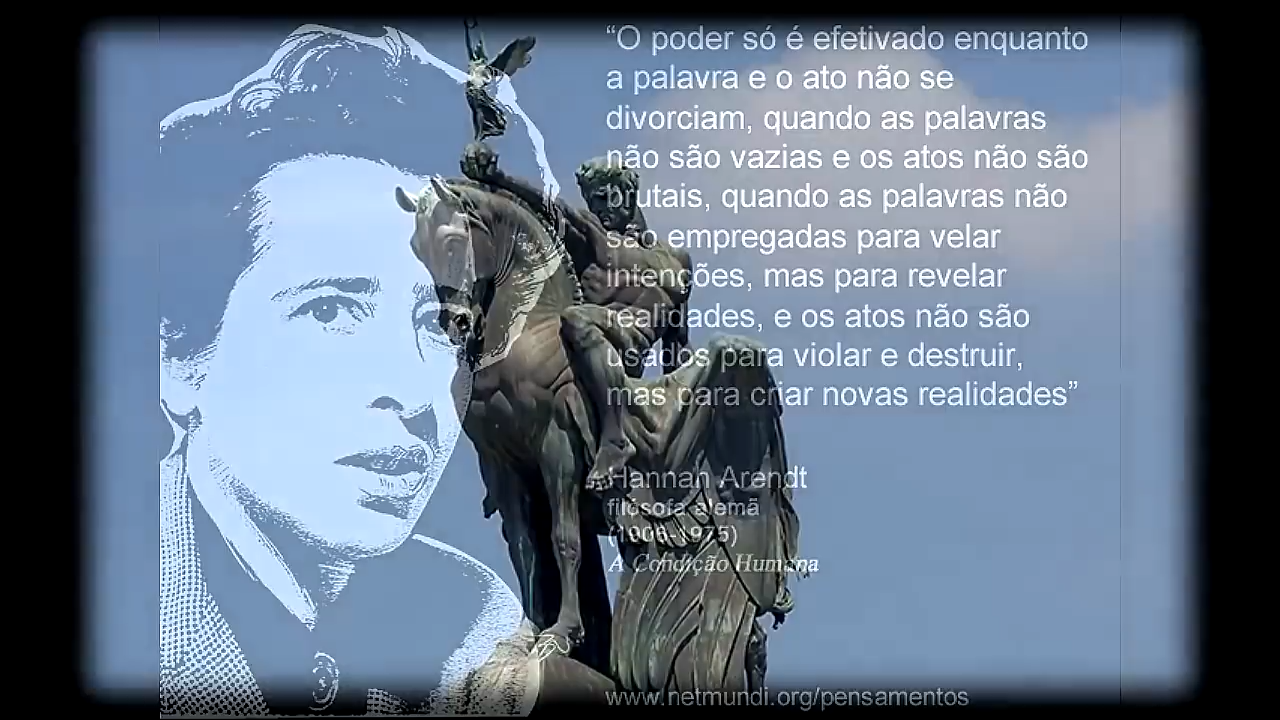 “O poder só é efetivado enquanto
a palavra e o ato não se
divorciam, quando as palavras
não são vazias e os atos não são
brutais, quando as palavras não
são empregadas para velar
intenções, mas para revelar
realidades, e os atos não são
usados para violar e destruir,
mas para criar novas realidades”
Hannah Arendt
filósofa alemã
(1906-1975)
A Condição Humana
www.netmundi.org/pensamentos